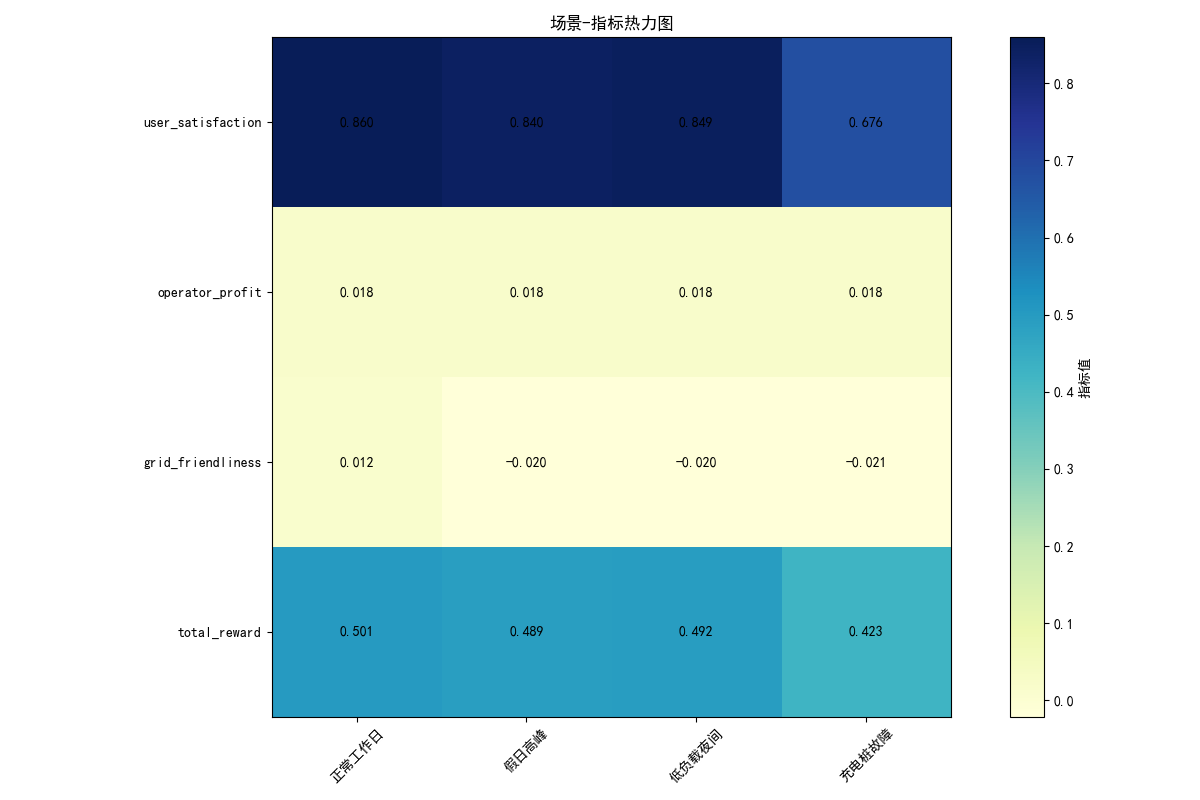 场景-指标热力图
user_satisfaction 0.860 0.840 0.849 0.676
operator_profit 0.018 0.018 0.018 0.018
grid_friendliness 0.012 -0.020 -0.020 -0.021
total_reward 0.501 0.489 0.492 0.423
正常工作日 假日高峰 低负载夜间 充电桩故障
0.8
0.7
0.6
0.5
0.4
0.3
0.2
0.1
0.0
指标值